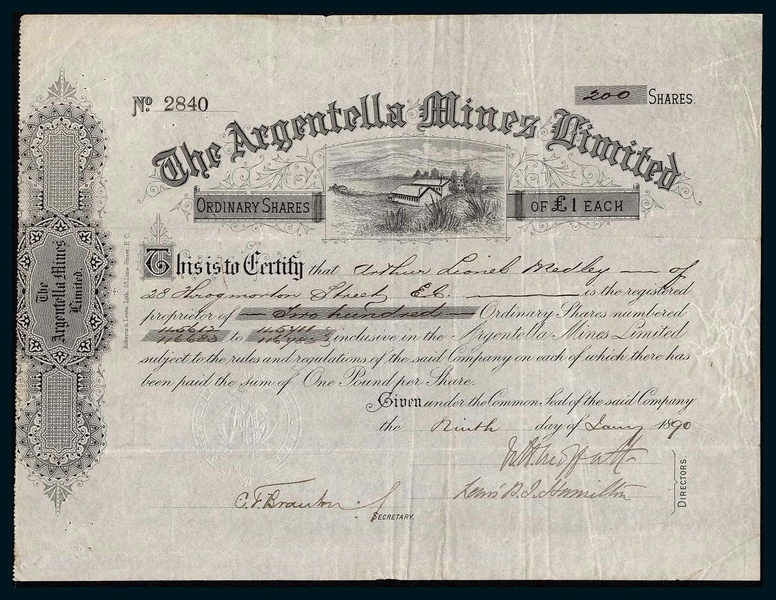 Nº 2840
200 SHARES.
The Argentella Mines Limited
ORDINARY SHARES OF £1 EACH
The
Argentella Mines
Limited.
This is to Certify that Arthur Lionel Medley of
28 Throgmorton Street E.C. is the registered
proprietor of Two hundred Ordinary Shares numbered
to inclusive in the Argentella Mines Limited
subject to the rules and regulations of the said Company on each of which there has
been paid the sum of One Pound per Share.
Given under the Common Seal of the said Company
the Ninth day of Jany 1890
DIRECTORS.
SECRETARY.